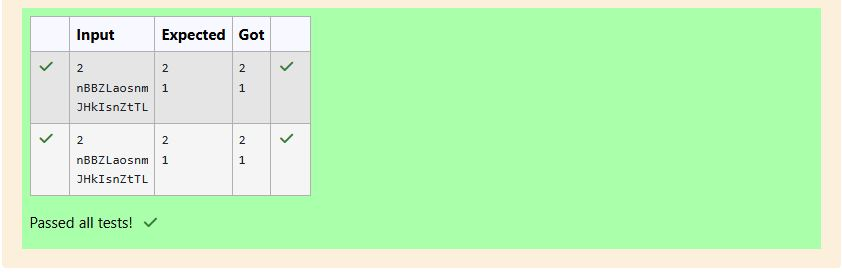 Input Expected Got
2 2 2
nBBZLaosnm 1 1
JHkIsnZtTL
2 2 2
nBBZLaosnm 1 1
JHkIsnZtTL
Passed all tests!